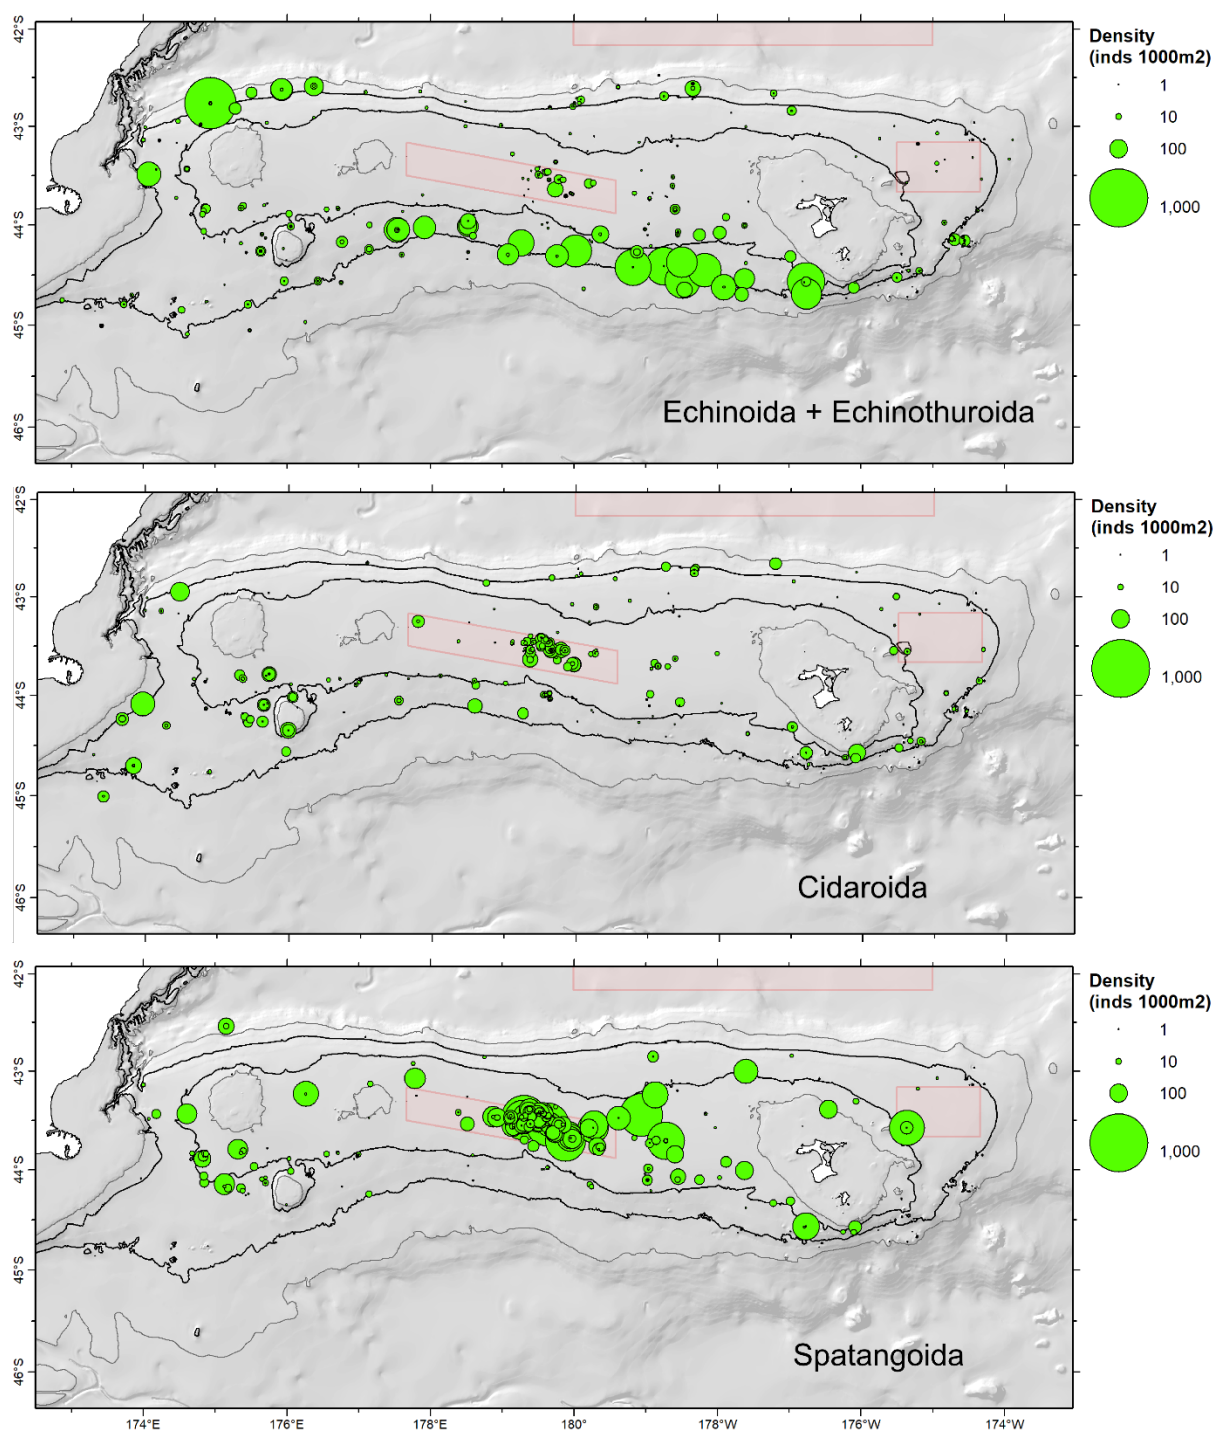 42°S
43°S
44°S
45°S
46°S
Echinoida + Echinothuroida
Density
(inds 1000m2)
1
10
100
1,000
42°S
43°S
44°S
45°S
46°S
Cidaroida
Density
(inds 1000m2)
1
10
100
1,000
42°S
43°S
44°S
45°S
46°S
Spatangoida
Density
(inds 1000m2)
1
10
100
1,000
174°E
176°E
178°E
180°
178°W
176°W
174°W